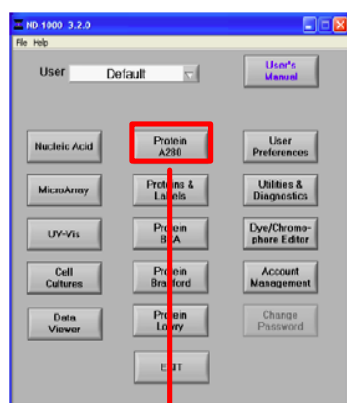 ND-1000 3.2.0
File Help
User Default
User's
Manual
Nucleic Acid
Protein
A280
User
Preferences
MicroArray
Proteins &
Labels
Utilities &
Diagnostics
UV-Vis
Protein
BCA
Dye/Chromo-
phore Editor
Cell
Cultures
Protein
Bradford
Account
Management
Data
Viewer
Protein
Lowry
Change
Password
EXIT